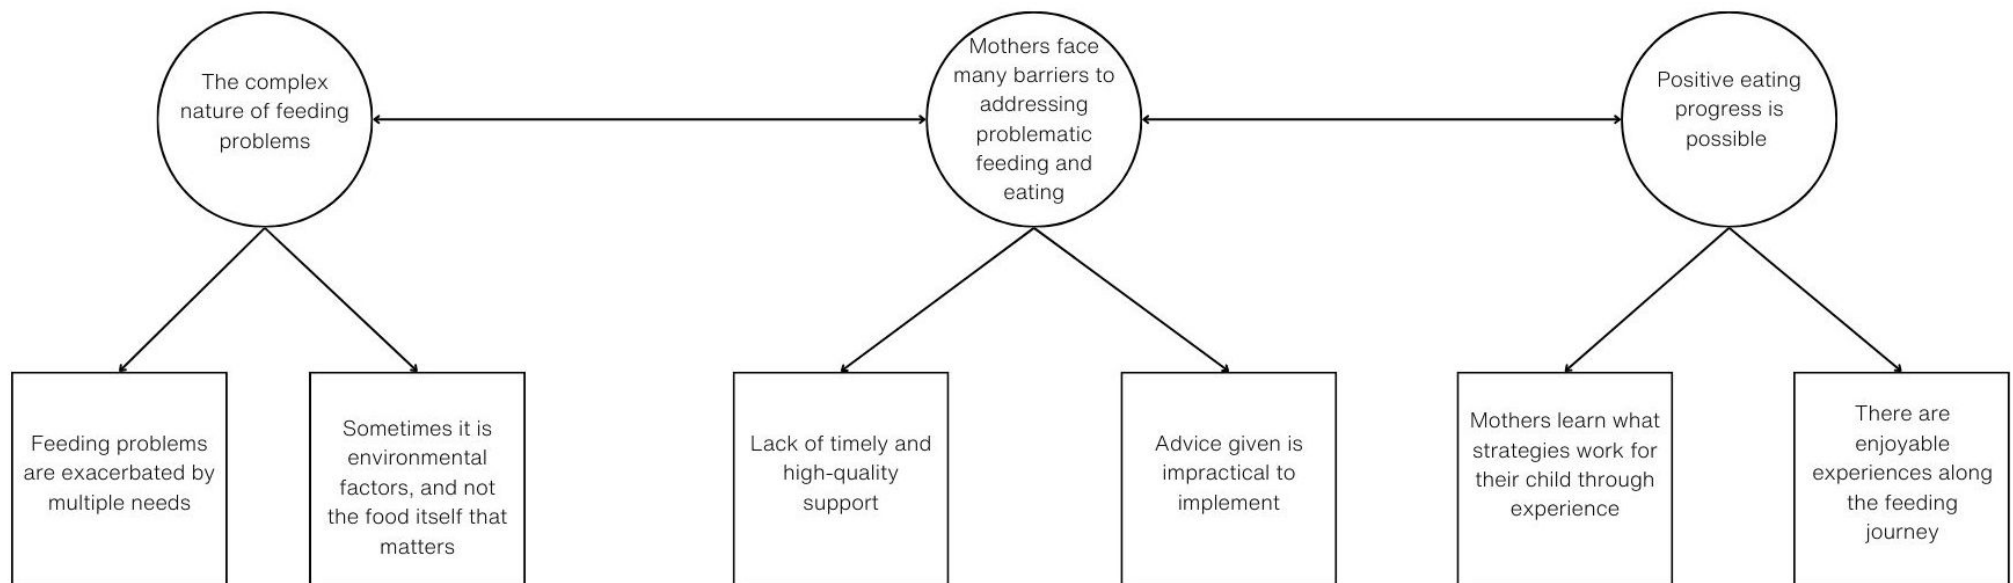 The complex
nature of feeding
problems
Mothers face
many barriers to
addressing
problematic
feeding and
eating
Positive eating
progress is
possible
Feeding problems
are exacerbated by
multiple needs
Sometimes it is
environmental
factors, and not
the food itself that
matters
Lack of timely and
high-quality
support
Advice given is
impractical to
implement
Mothers learn what
strategies work for
their child through
experience
There are
enjoyable
experiences along
the feeding
journey